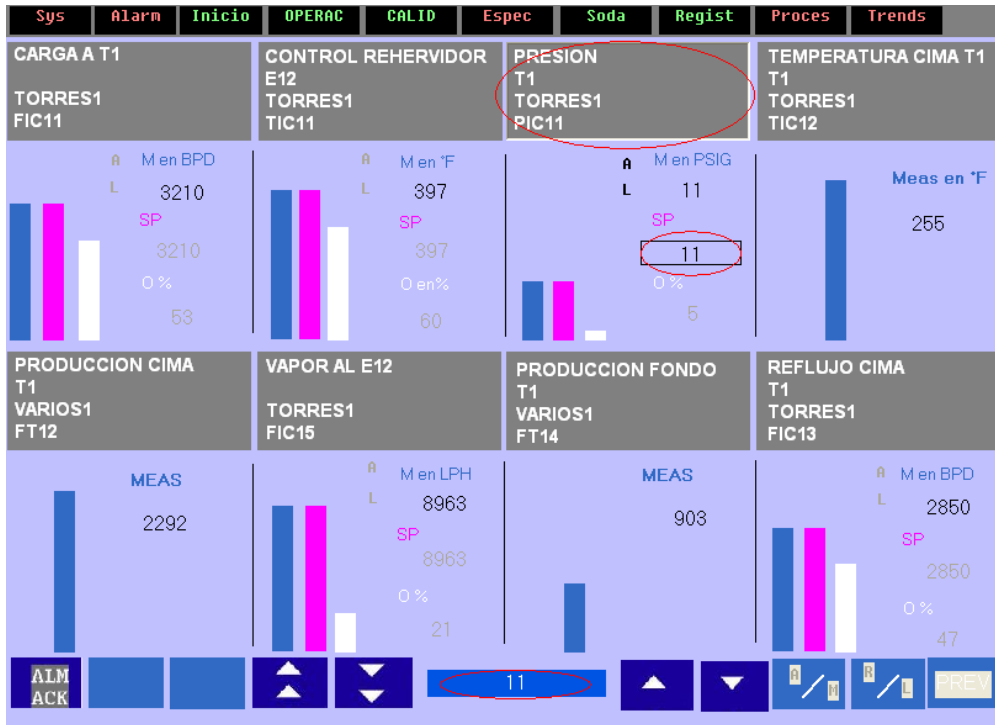 Sys Alarm Inicio OPERAC CALID Espec Soda Regist Proces Trends
CARGA A T1
TORRES1
FIC11
CONTROL REHERVIDOR
E12
TORRES1
TIC11
PRESION
T1
TORRES1
PIC11
TEMPERATURA CIMA T1
T1
TORRES1
TIC12
A M en BPD
L 3210
SP
3210
O %
53
A M en °F
L 397
SP
397
O en%
60
A M en PSIG
L 11
SP
11
O %
5
Meas en °F
255
PRODUCCION CIMA
T1
VARIOS1
FT12
VAPOR AL E12
TORRES1
FIC15
PRODUCCION FONDO
T1
VARIOS1
FT14
REFLUJO CIMA
T1
TORRES1
FIC13
MEAS
2292
A M en LPH
L 8963
SP
8963
O %
21
MEAS
903
A M en BPD
L 2850
SP
2850
O %
47
ALM
ACK
11
A/M
R/L
PREV